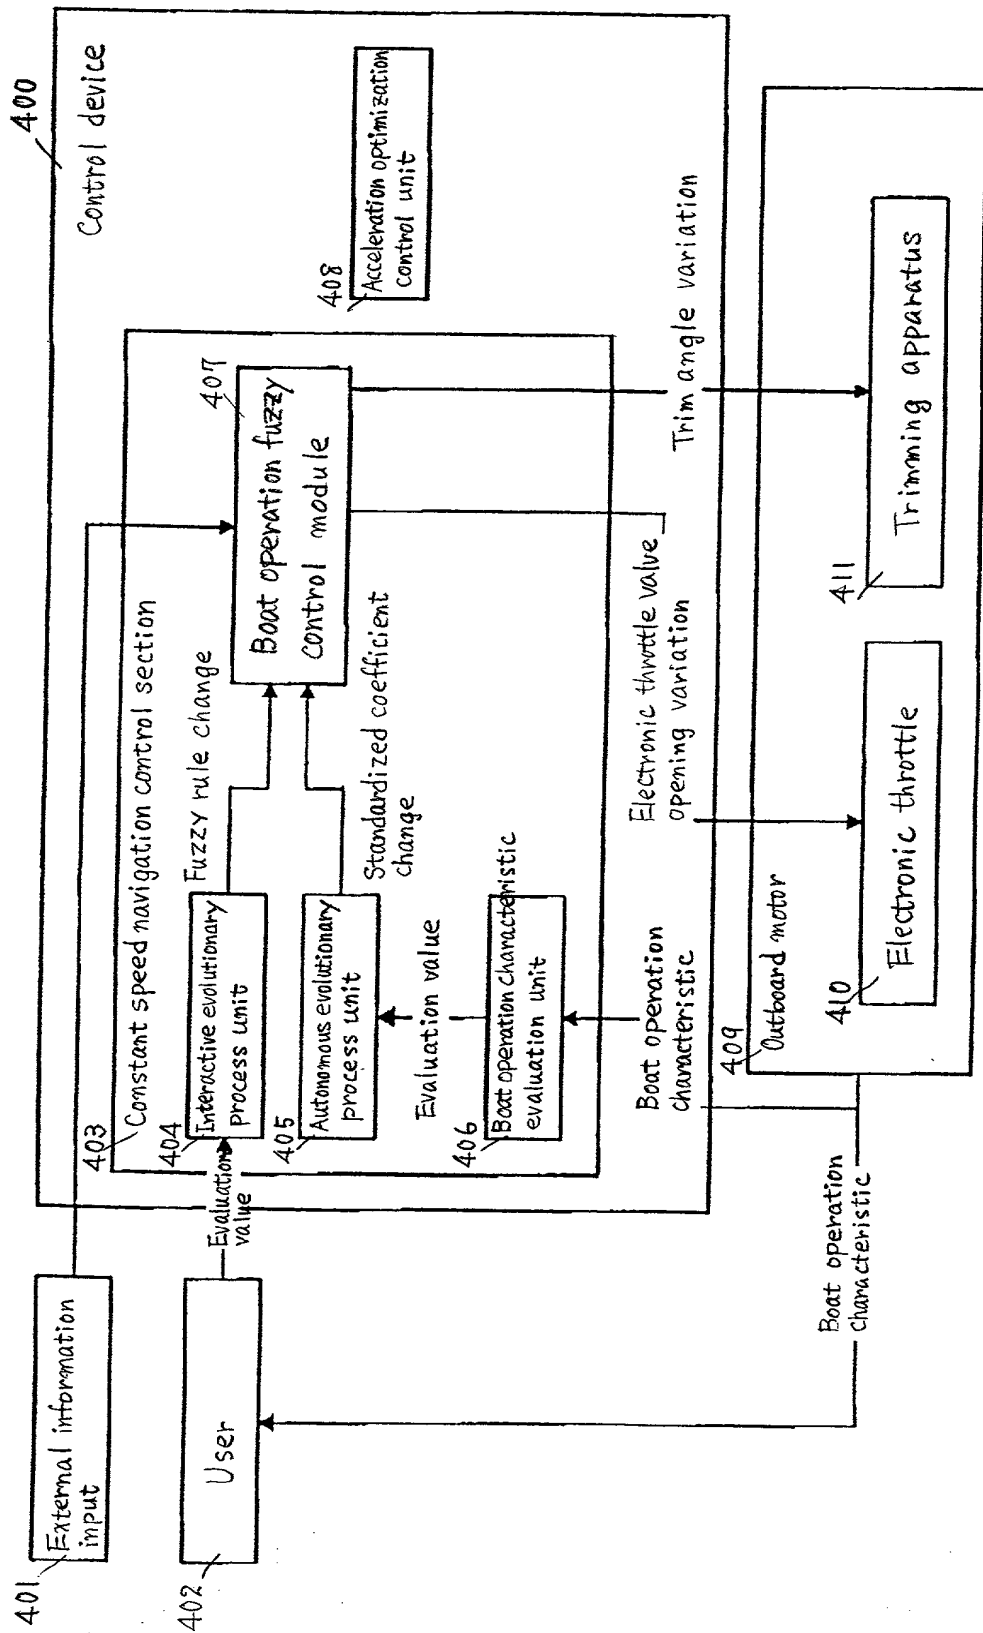 400
Control device
401
External information
input
402
User
Evaluation
value
403
Constant speed navigation control section
404
Interactive evolutionary
process unit
Fuzzy rule change
405
Autonomous evolutionary
process unit
Standardized coefficient
change
Evaluation value
406
Boat operation characteristic
evaluation unit
407
Boat operation fuzzy
control module
408
Acceleration optimization
control unit
Boat operation
characteristic
Electronic throttle value
opening variation
Trim angle variation
409
Outboard motor
410
Electronic throttle
411
Trimming apparatus
Boat operation
characteristic